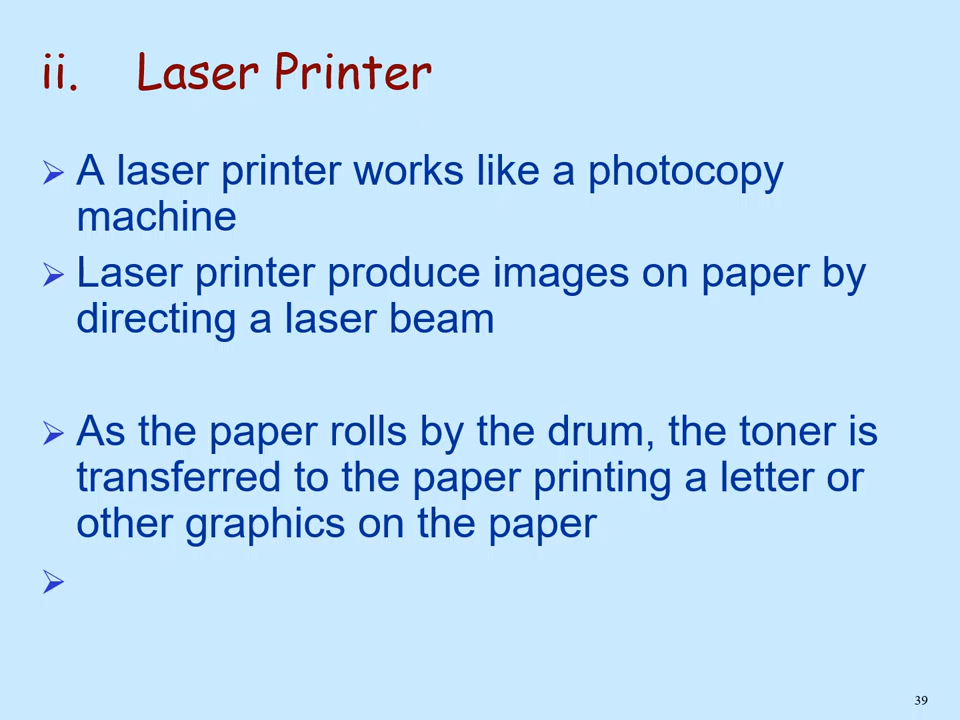 ii. Laser Printer
➢ A laser printer works like a photocopy
machine
➢ Laser printer produce images on paper by
directing a laser beam
➢ As the paper rolls by the drum, the toner is
transferred to the paper printing a letter or
other graphics on the paper
➢
39